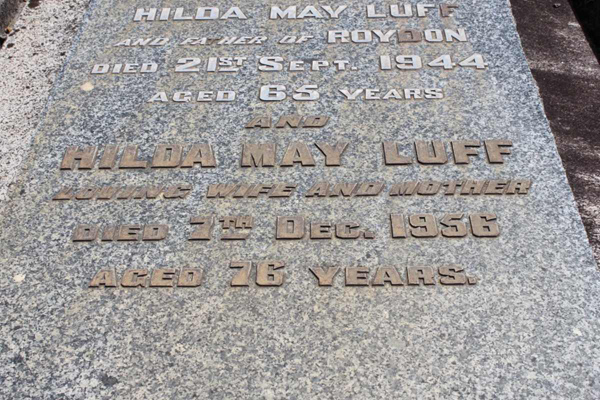 HILDA MAY LUFF
AND FATHER OF ROYDON
DIED 21ST SEPT. 1944
AGED 65 YEARS
AND
HILDA MAY LUFF
LOVING WIFE AND MOTHER
DIED 7TH DEC. 1956
AGED 76 YEARS.